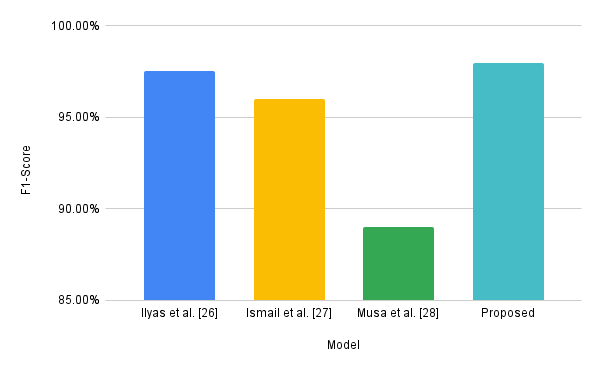 100.00%
95.00%
90.00%
85.00%
F1-Score
Ilyas et al. [26]
Ismail et al. [27]
Musa et al. [28]
Proposed
Model